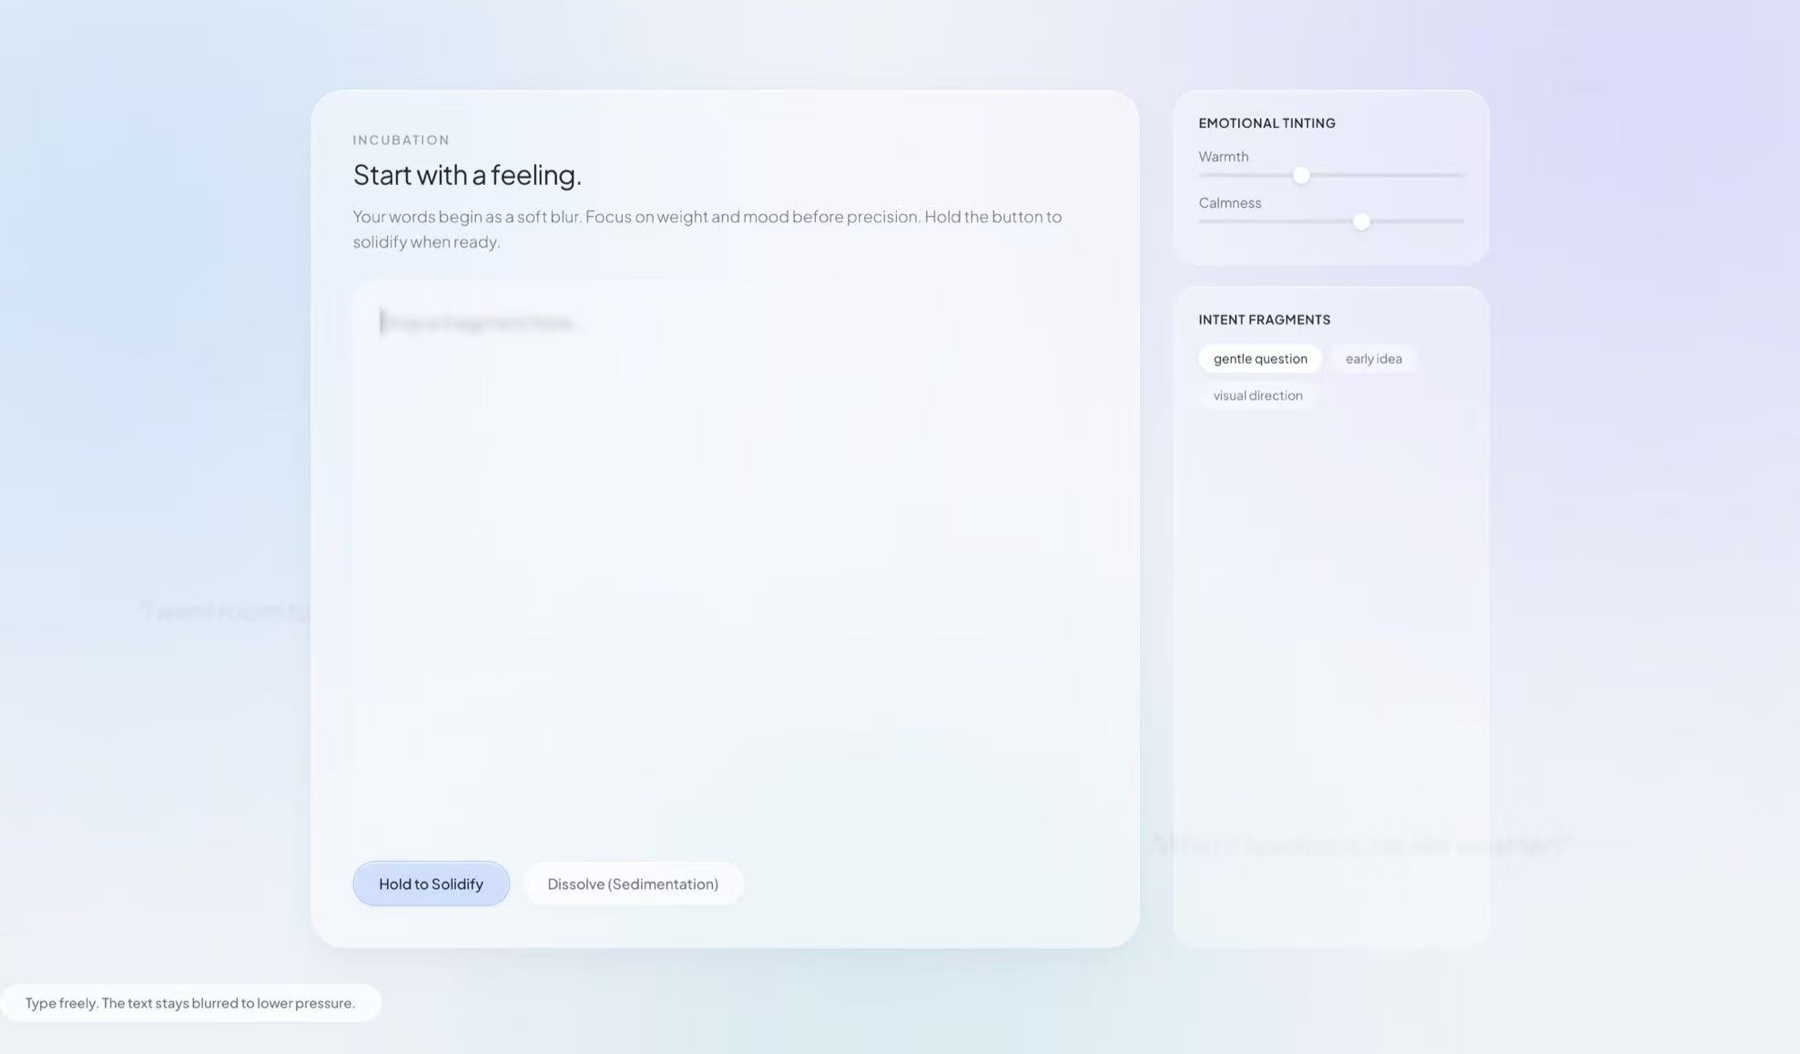 INCUBATION
Start with a feeling.
Your words begin as a soft blur. Focus on weight and mood before precision. Hold the button to
solidify when ready.
Hold to Solidify
Dissolve (Sedimentation)
EMOTIONAL TINTING
Warmth
Calmness
INTENT FRAGMENTS
gentle question
early idea
visual direction
Type freely. The text stays blurred to lower pressure.